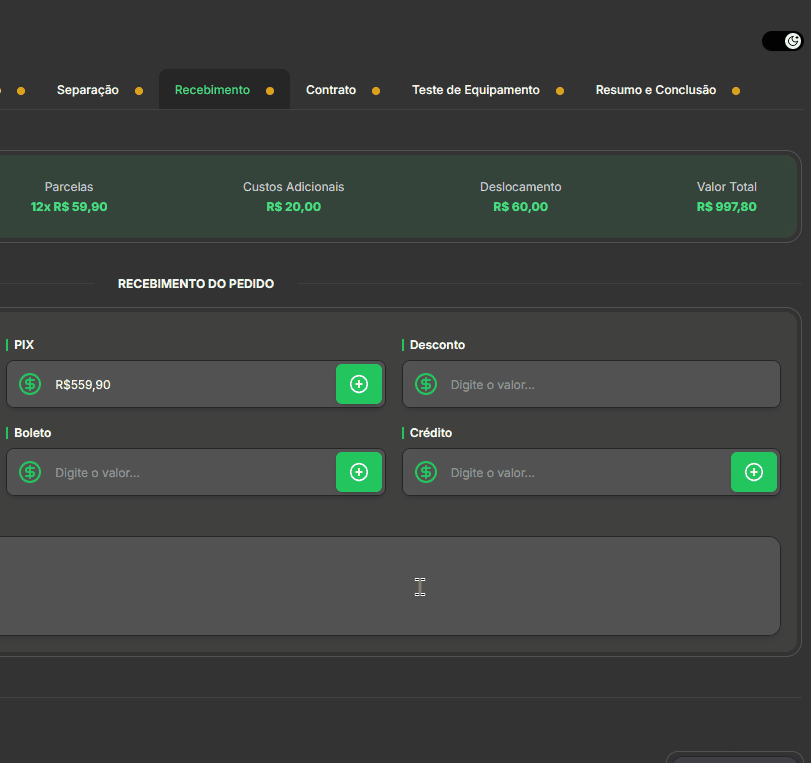 Separação
Recebimento
Contrato
Teste de Equipamento
Resumo e Conclusão
Parcelas
12x R$ 59,90
Custos Adicionais
R$ 20,00
Deslocamento
R$ 60,00
Valor Total
R$ 997,80
RECEBIMENTO DO PEDIDO
PIX
R$559,90
Desconto
Digite o valor...
Boleto
Digite o valor...
Crédito
Digite o valor...